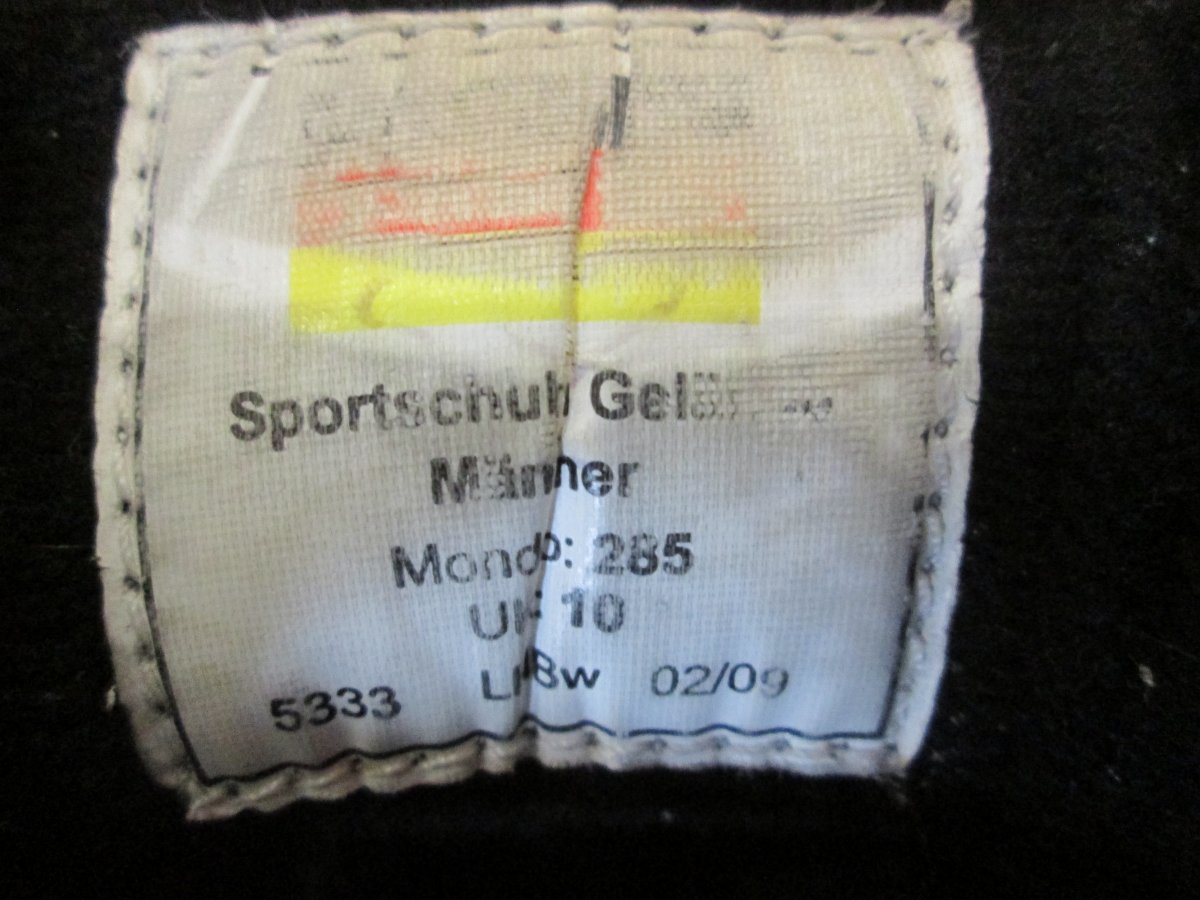 Sportschuh
Männer
Mondo: 285
UK 10
5333 LHBw 02/09